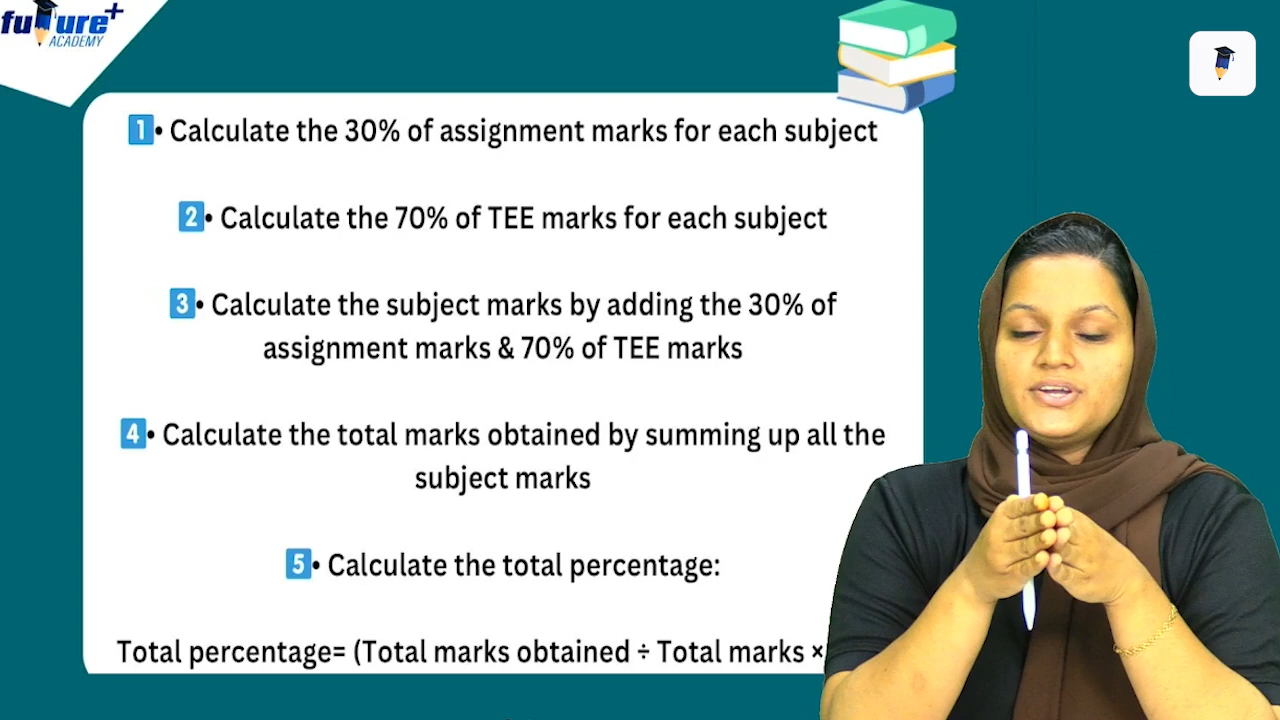 future+
ACADEMY
1• Calculate the 30% of assignment marks for each subject
2• Calculate the 70% of TEE marks for each subject
3• Calculate the subject marks by adding the 30% of
assignment marks & 70% of TEE marks
4• Calculate the total marks obtained by summing up all the
subject marks
5• Calculate the total percentage:
Total percentage= (Total marks obtained ÷ Total marks ×